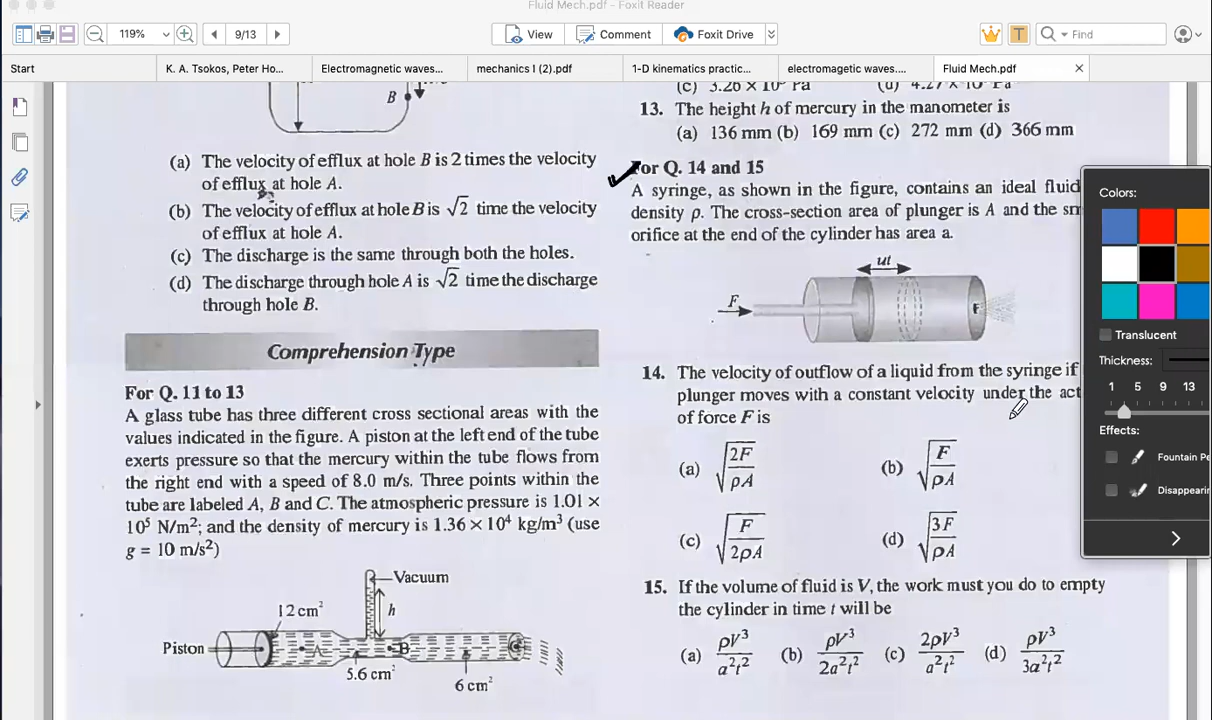 Fluid Mech.pdf - Foxit Reader
119%
9/13
View
Comment
Foxit Drive
T
Find
Start
K. A. Tsokos, Peter Ho...
Electromagnetic waves...
mechanics I (2).pdf
1-D kinematics practic...
electromagetic waves....
Fluid Mech.pdf
B
(a) The velocity of efflux at hole B is 2 times the velocity
of efflux at hole A.
(b) The velocity of efflux at hole B is √2 time the velocity
of efflux at hole A.
(c) The discharge is the same through both the holes.
(d) The discharge through hole A is √2 time the discharge
through hole B.
Comprehension Type
For Q. 11 to 13
A glass tube has three different cross sectional areas with the
values indicated in the figure. A piston at the left end of the tube
exerts pressure so that the mercury within the tube flows from
the right end with a speed of 8.0 m/s. Three points within the
tube are labeled A, B and C. The atmospheric pressure is 1.01 ×
10⁵ N/m²; and the density of mercury is 1.36 × 10⁴ kg/m³ (use
g = 10 m/s²)
Vacuum
h
12 cm²
Piston
A
B
C
5.6 cm²
6 cm²
(c) 3.26 × 10⁵ Pa (d) 4.27 × 10⁵ Pa
13. The height h of mercury in the manometer is
(a) 136 mm (b) 169 mm (c) 272 mm (d) 366 mm
For Q. 14 and 15
A syringe, as shown in the figure, contains an ideal fluid
density ρ. The cross-section area of plunger is A and the sm
orifice at the end of the cylinder has area a.
ut
F
14. The velocity of outflow of a liquid from the syringe if
plunger moves with a constant velocity under the act
of force F is
(a) √(2F/ρA) (b) √(F/ρA)
(c) √(F/2ρA) (d) √(3F/ρA)
15. If the volume of fluid is V, the work must you do to empty
the cylinder in time t will be
(a) ρV³/a²t² (b) ρV³/2a²t² (c) 2ρV³/a²t² (d) ρV³/3a²t²
Colors:
Translucent
Thickness:
1 5 9 13
Effects:
Fountain Pe
Disappearin